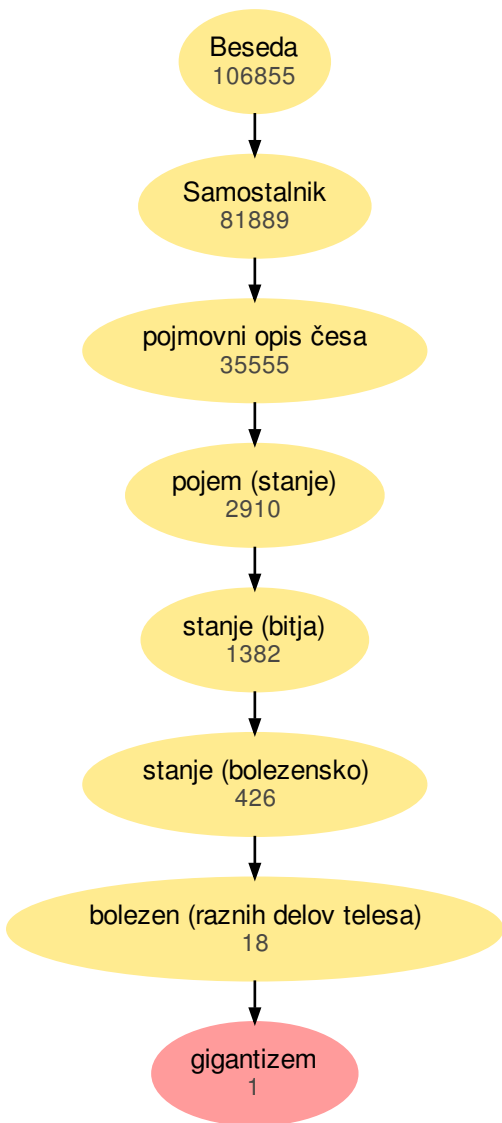 Beseda
106855
Samostalnik
81889
pojmovni opis česa
35555
pojem (stanje)
2910
stanje (bitja)
1382
stanje (bolezensko)
426
bolezen (raznih delov telesa)
18
gigantizem
1